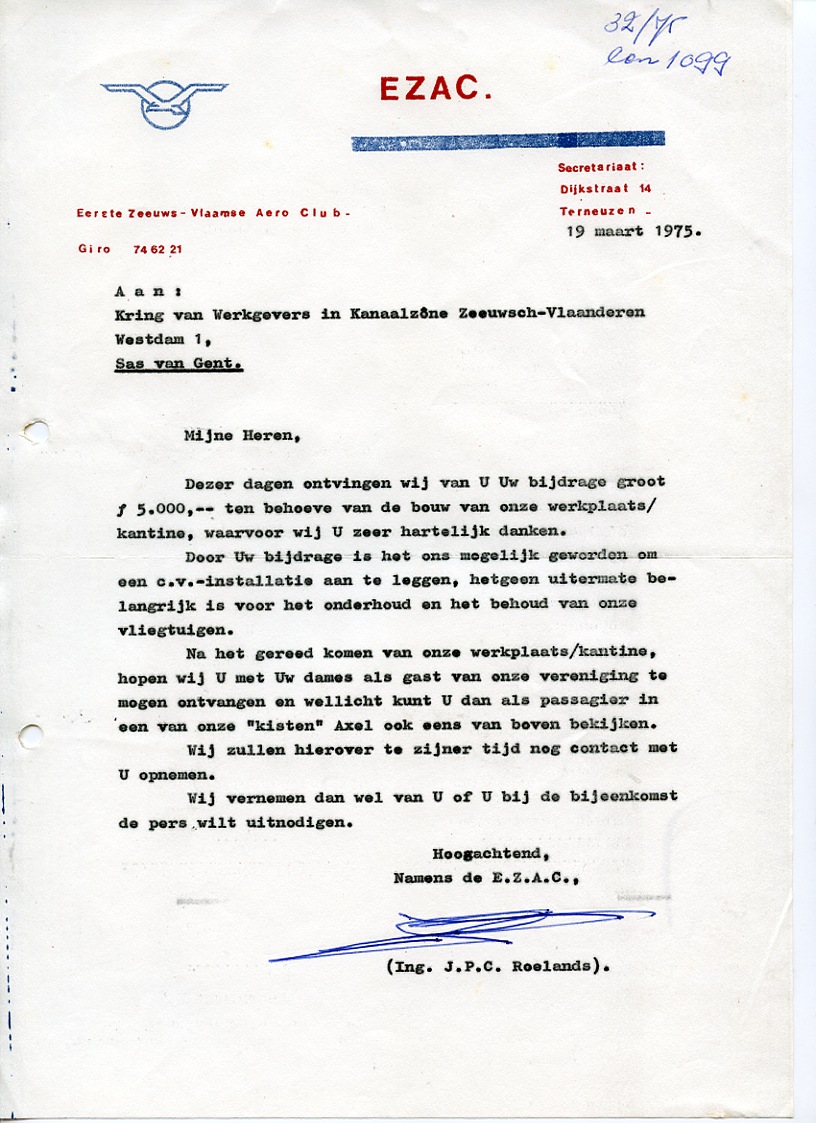 32/75
con 1099
EZAC.
Secretariaat:
Dijkstraat 14
Eerste Zeeuws-Vlaamse Aero Club-
Terneuzen -
19 maart 1975.
Giro 74 62 21
A a n :
Kring van Werkgevers in Kanaalzône Zeeuwsch-Vlaanderen
Westdam 1,
Sas van Gent.
Mijne Heren,
Dezer dagen ontvingen wij van U Uw bijdrage groot
ƒ 5.000,-- ten behoeve van de bouw van onze werkplaats/
kantine, waarvoor wij U zeer hartelijk danken.
Door Uw bijdrage is het ons mogelijk geworden om
een c.v.-installatie aan te leggen, hetgeen uitermate be-
langrijk is voor het onderhoud en het behoud van onze
vliegtuigen.
Na het gereed komen van onze werkplaats/kantine,
hopen wij U met Uw dames als gast van onze vereniging te
mogen ontvangen en wellicht kunt U dan als passagier in
een van onze "kisten" Axel ook eens van boven bekijken.
Wij zullen hierover te zijner tijd nog contact met
U opnemen.
Wij vernemen dan wel van U of U bij de bijeenkomst
de pers wilt uitnodigen.
Hoogachtend,
Namens de E.Z.A.C.,
(Ing. J.P.C. Roelands).